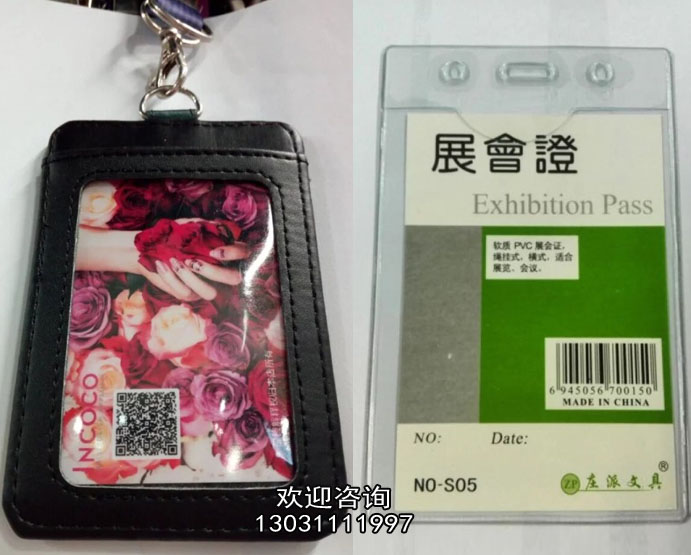 INCOCO
展會證
Exhibition Pass
软质 PVC 展会证,
绳挂式, 横式, 适合
展览、会议。
6 945056 700150
MADE IN CHINA
NO:
Date:
NO-S05
ZP 左派文具®
欢迎咨询
13031111997